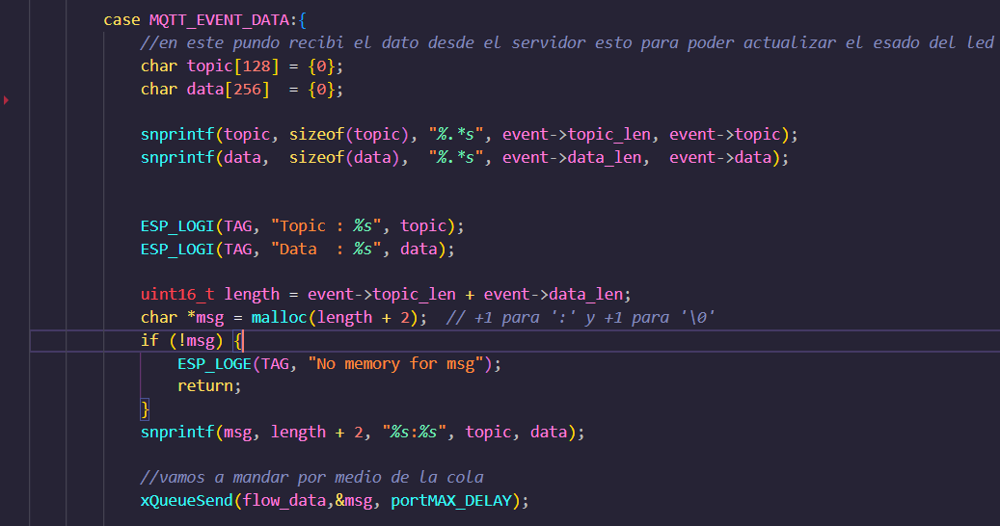 case MQTT_EVENT_DATA:{
//en este pundo recibi el dato desde el servidor esto para poder actualizar el esado del led
char topic[128] = {0};
char data[256]  = {0};
snprintf(topic, sizeof(topic), "%.*s", event->topic_len, event->topic);
snprintf(data,  sizeof(data),  "%.*s", event->data_len,  event->data);
ESP_LOGI(TAG, "Topic : %s", topic);
ESP_LOGI(TAG, "Data  : %s", data);
uint16_t length = event->topic_len + event->data_len;
char *msg = malloc(length + 2);  // +1 para ':' y +1 para '\0'
if (!msg) {
ESP_LOGE(TAG, "No memory for msg");
return;
}
snprintf(msg, length + 2, "%s:%s", topic, data);
//vamos a mandar por medio de la cola
xQueueSend(flow_data,&msg, portMAX_DELAY);